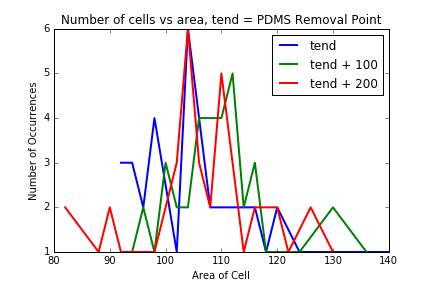 Number of cells vs area, tend = PDMS Removal Point
6
5
4
3
2
1
Number of Occurrences
tend
tend + 100
tend + 200
80 90 100 110 120 130 140
Area of Cell